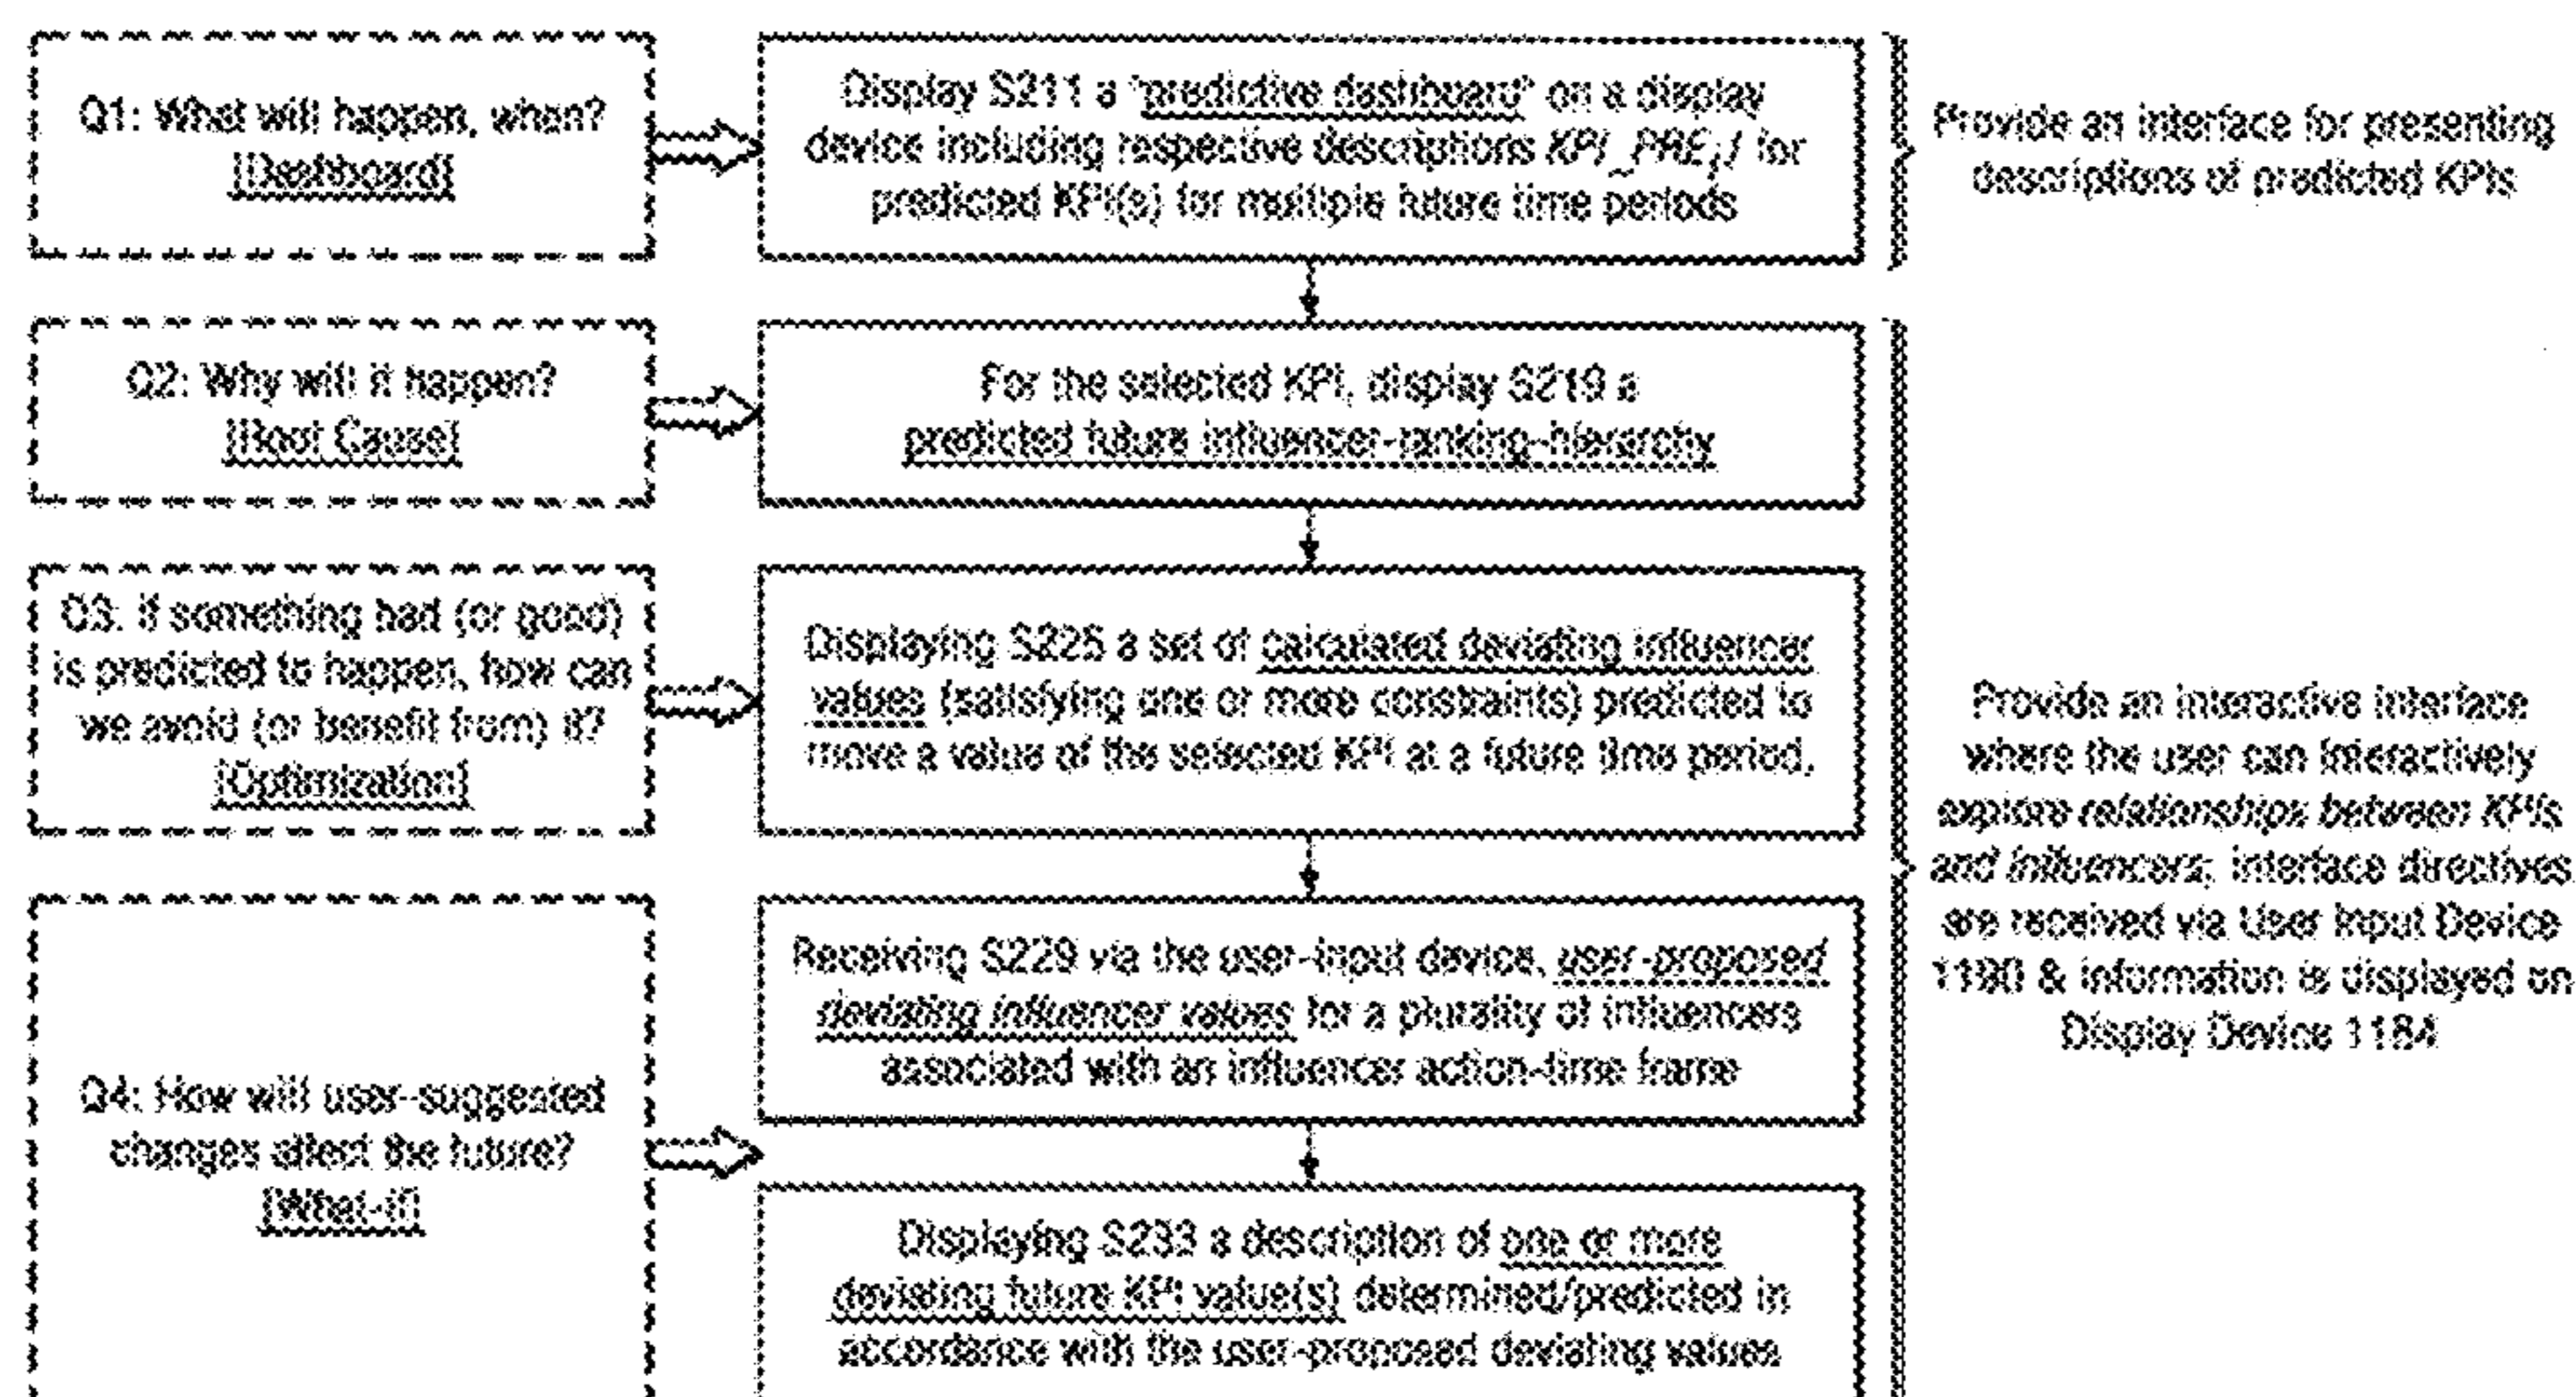 Q1: What will happen, when?
[Dashboard]
Display S211 a "predictive dashboard" on a display
device including respective descriptions KPI_PRE
for
predicted KPI(s) for multiple future time periods
Provide an interface for presenting
descriptions of predicted KPIs
Q2: Why will it happen?
[Root Cause]
For the selected KPI, display S219 a
predicted future influencer-ranking-hierarchy
Q3: If something bad (or good)
is predicted to happen, how can
we avoid (or benefit from) it?
[Optimization]
Displaying S225 a set of calculated deviating influencer
values (satisfying one or more constraints) predicted to
move a value of the selected KPI at a future time period.
Q4: How will user-suggested
changes affect the future?
[What-if]
Receiving S229 via the user-input device, user-proposed
deviating influencer values for a plurality of influencers
associated with an influencer action-time frame
Displaying S233 a description of one or more
deviating future KPI value(s) determined/predicted in
accordance with the user-proposed deviating values
Provide an interactive interface
where the user can interactively
explore relationships between KPIs
and influencers; interface directives
are received via User Input Device
1190 & information is displayed on
Display Device 1184